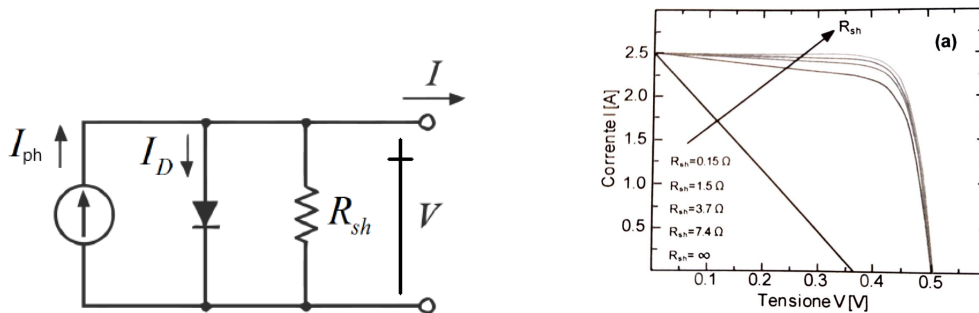 I
I_ph
I_D
R_sh
V
(a)
R_sh
Corrente I [A]
2.5
2.0
1.5
1.0
0.5
R_sh=0.15 Ω
R_sh=1.5 Ω
R_sh=3.7 Ω
R_sh=7.4 Ω
R_sh= ∞
0.1 0.2 0.3 0.4 0.5
Tensione V [V]